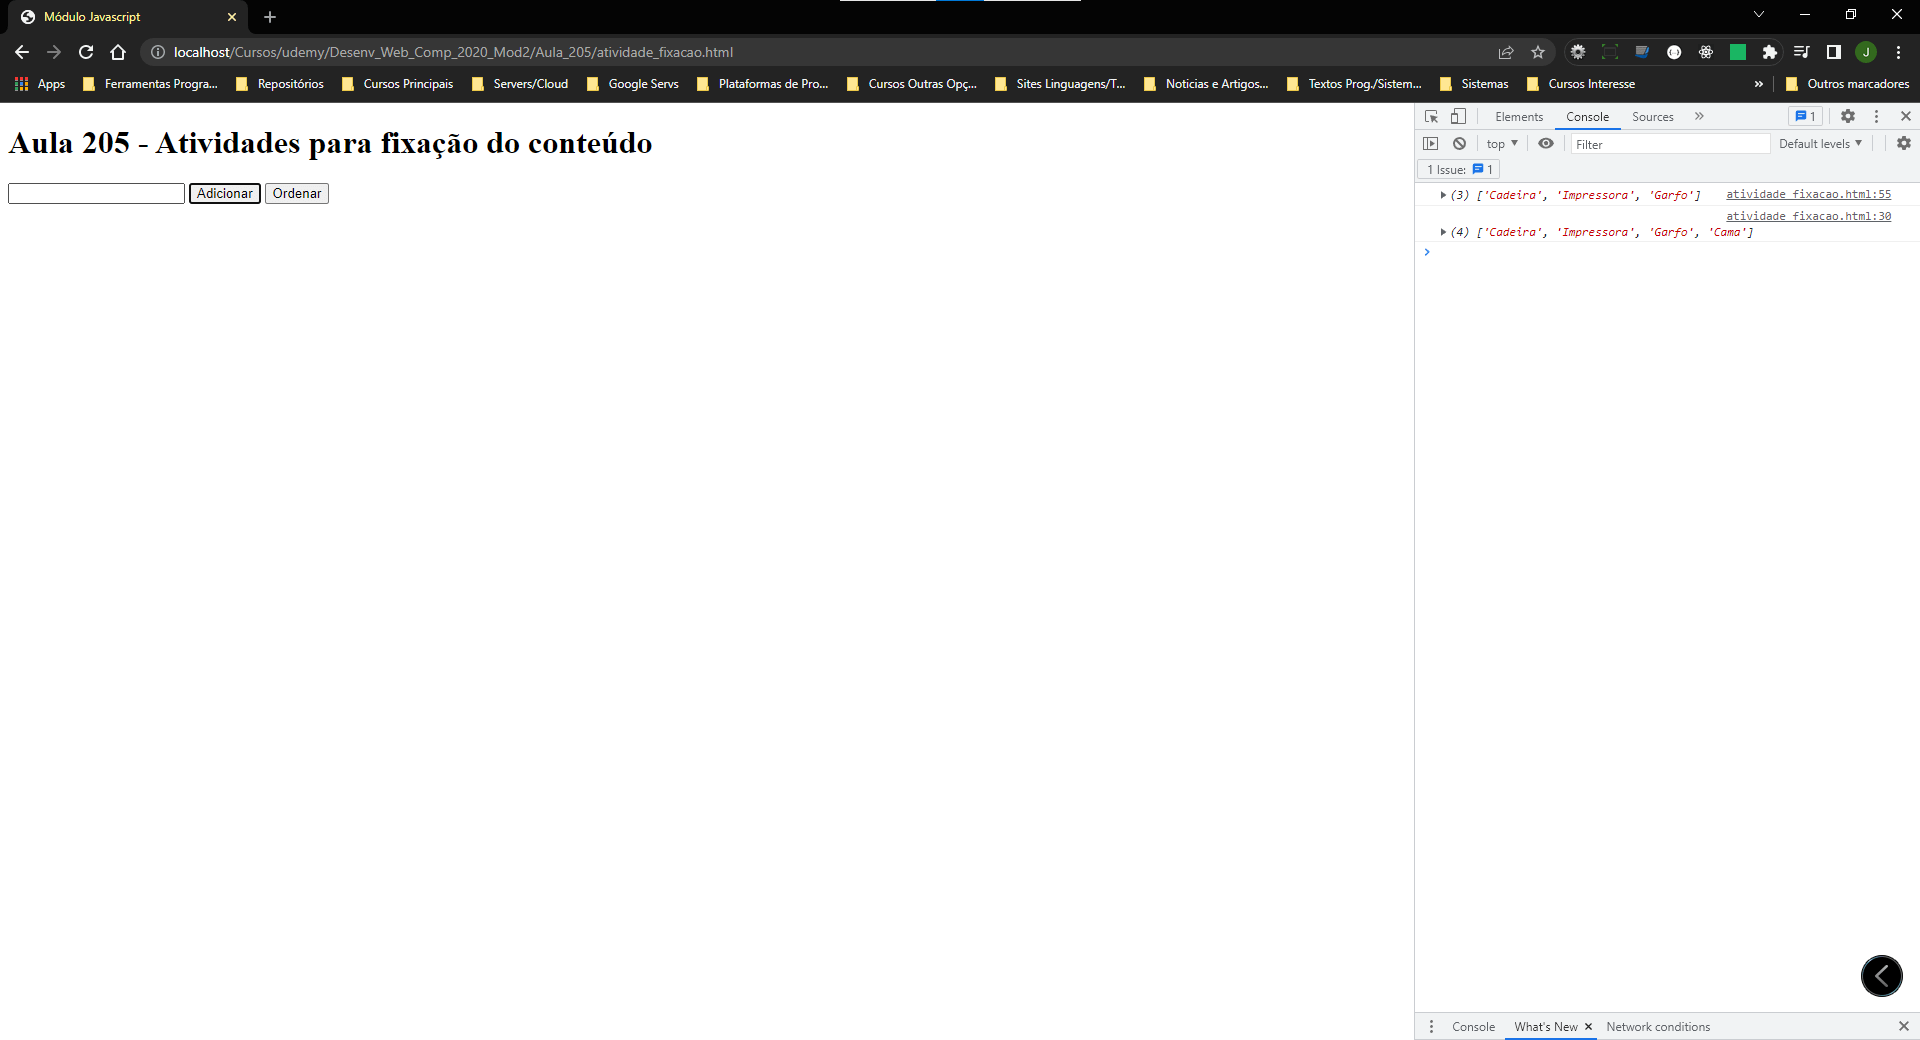 Módulo Javascript
localhost/Cursos/udemy/Desenv_Web_Comp_2020_Mod2/Aula_205/atividade_fixacao.html
J
Apps Ferramentas Progra... Repositórios Cursos Principais Servers/Cloud Google Servs Plataformas de Pro... Cursos Outras Opç... Sites Linguagens/T... Noticias e Artigos... Textos Prog./Sistem... Sistemas Cursos Interesse » Outros marcadores
Aula 205 - Atividades para fixação do conteúdo
Adicionar Ordenar
Elements Console Sources » 1
top Filter Default levels
1 Issue: 1
(3) ['Cadeira', 'Impressora', 'Garfo'] atividade_fixacao.html:55
atividade_fixacao.html:30
(4) ['Cadeira', 'Impressora', 'Garfo', 'Cama']
Console What's New Network conditions